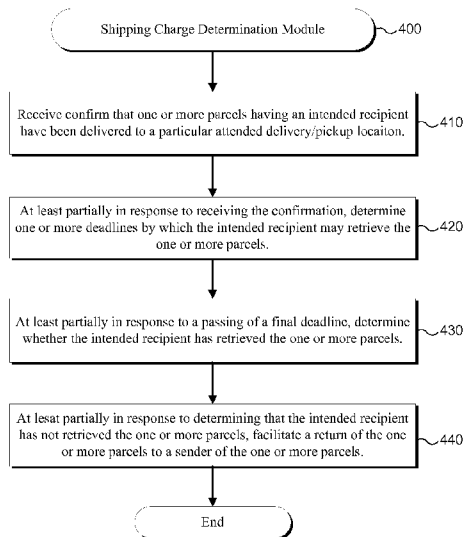 Shipping Charge Determination Module
400
Receive confirm that one or more parcels having an intended recipient
have been delivered to a particular attended delivery/pickup locaiton.
410
At least partially in response to receiving the confirmation, determine
one or more deadlines by which the intended recipient may retrieve the
one or more parcels.
420
At least partially in response to a passing of a final deadline, determine
whether the intended recipient has retrieved the one or more parcels.
430
At lesat partially in response to determining that the intended recipient
has not retrieved the one or more parcels, facilitate a return of the one
or more parcels to a sender of the one or more parcels.
440
End